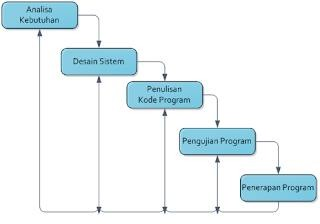 Analisa
Kebutuhan
Desain Sistem
Penulisan
Kode Program
Pengujian Program
Penerapan Program